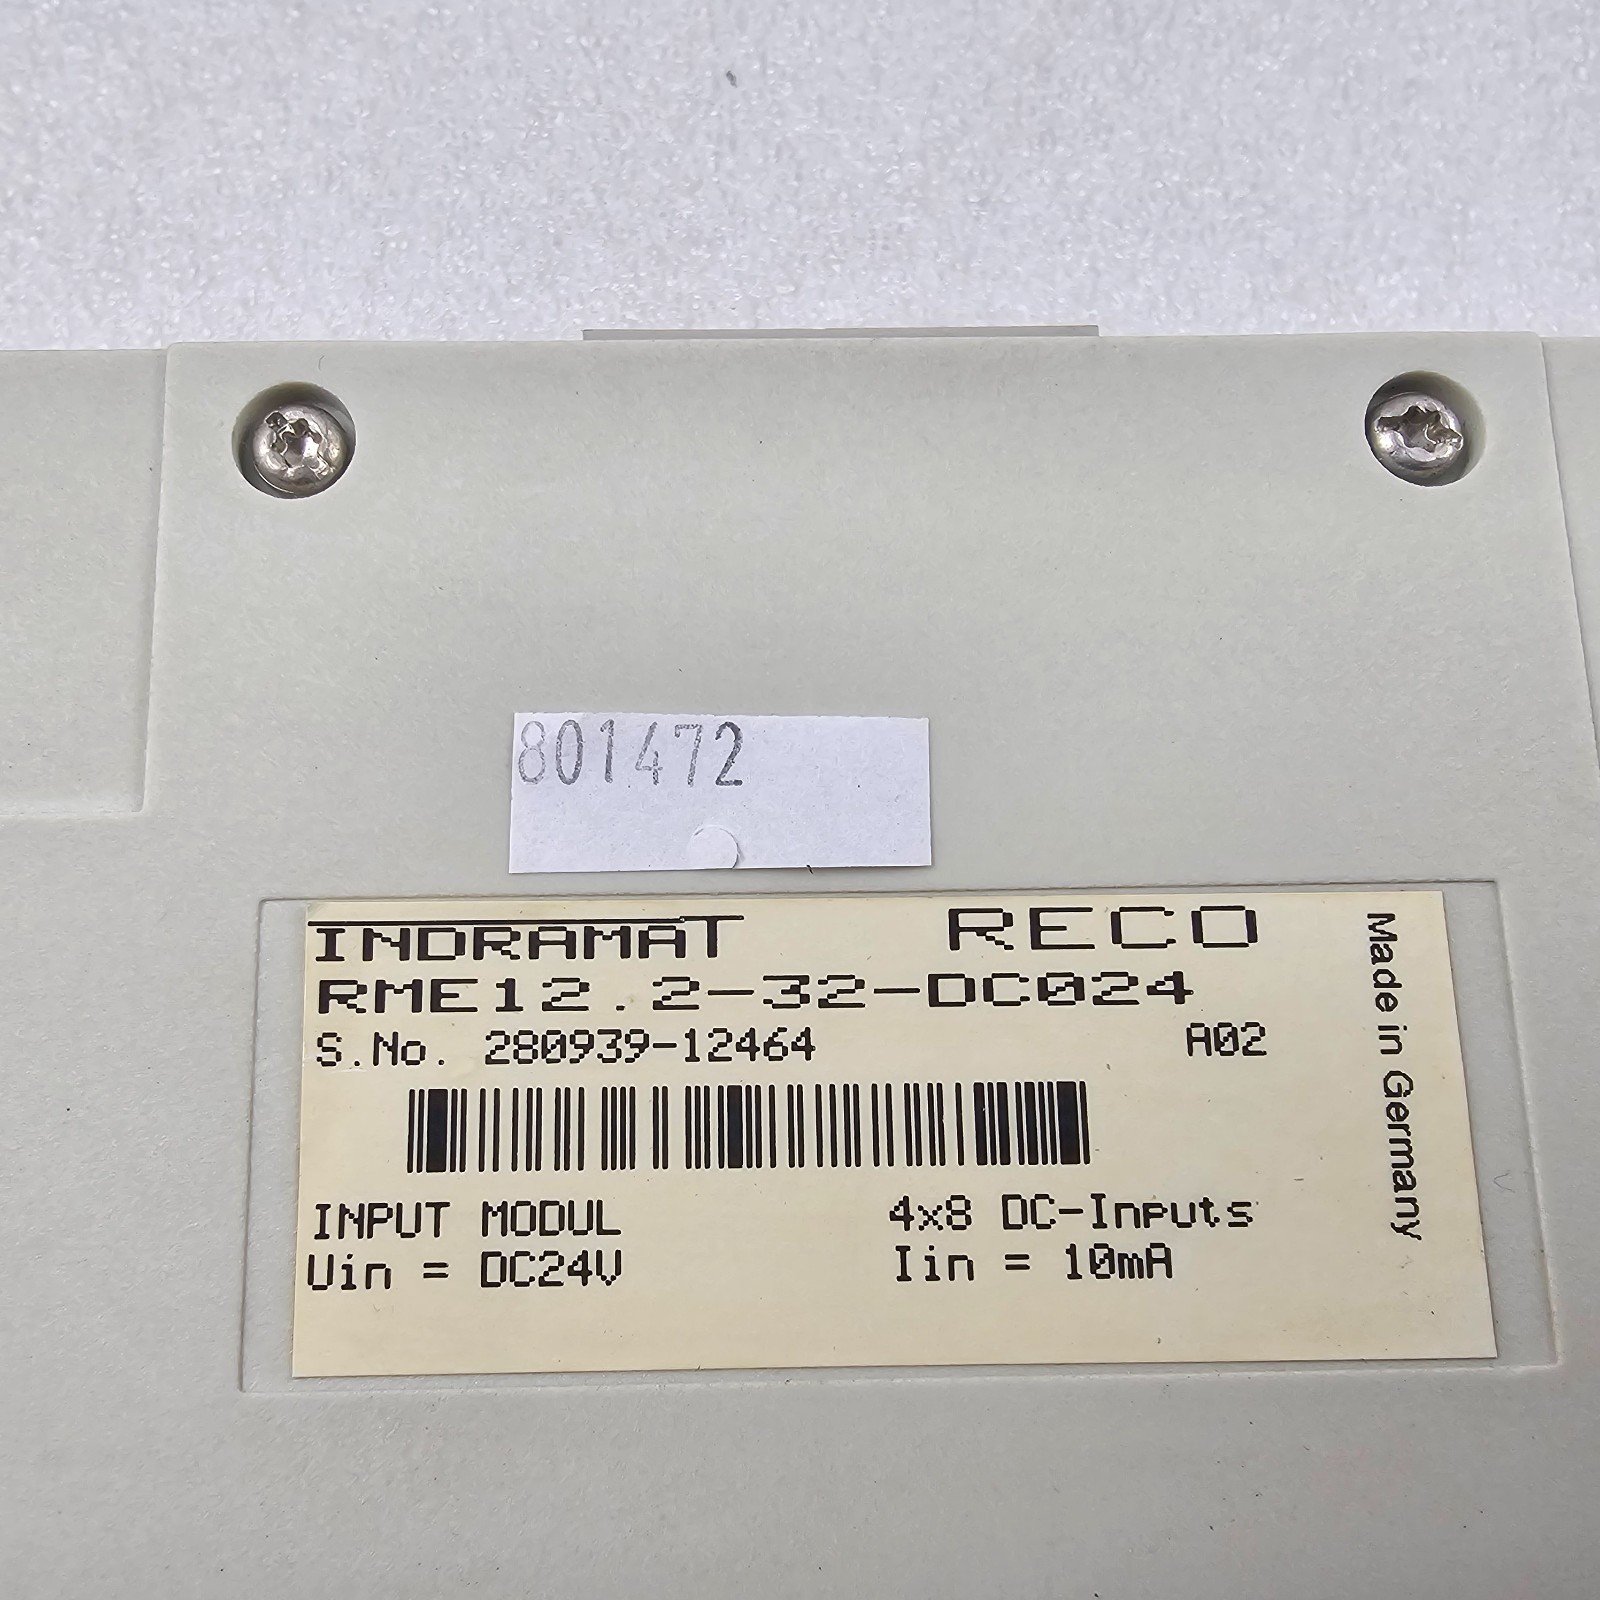 801472
INDRAMAT RECO
RME12.2-32-DC024
S.No. 280939-12464 A02
INPUT MODUL 4x8 DC-Inputs
Uin = DC24V Iin = 10mA
Made in Germany